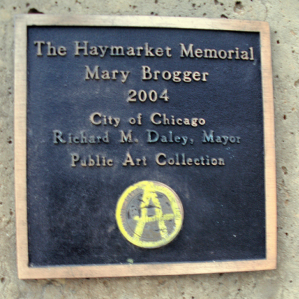 The Haymarket Memorial
Mary Brogger
2004
City of Chicago
Richard M. Daley, Mayor
Public Art Collection
A